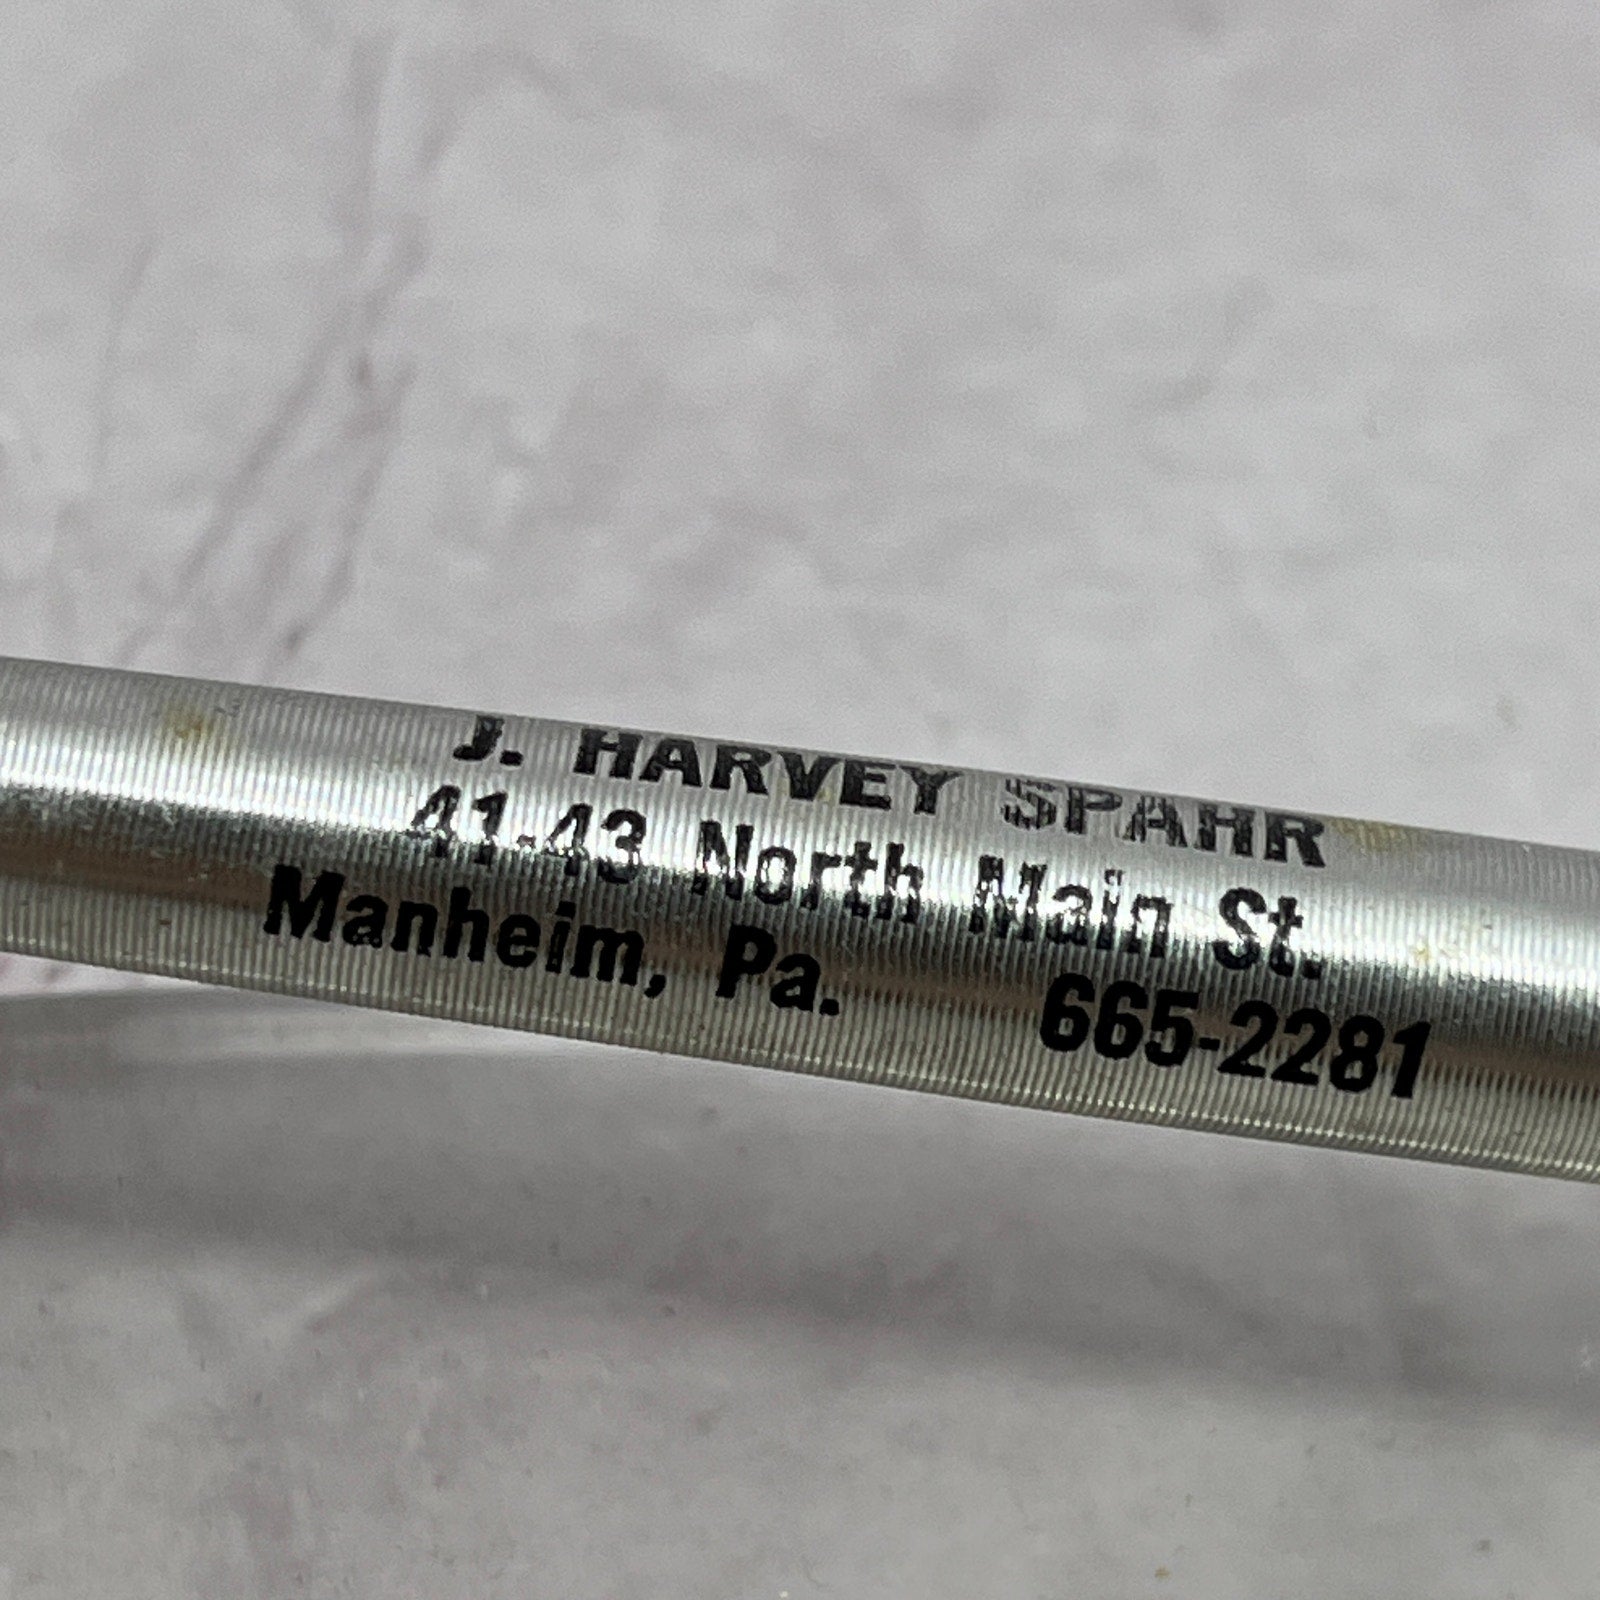 J. HARVEY SPAHR
41-43 North Main St.
Manheim, Pa. 665-2281